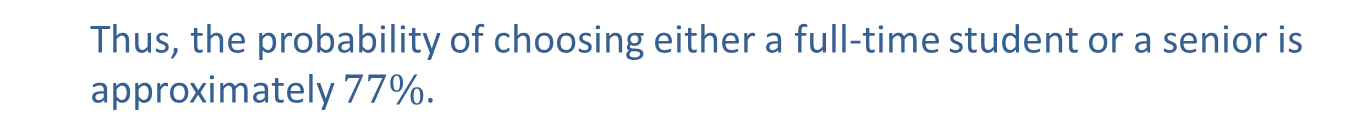 Thus, the probability of choosing either a full-time student or a senior is
approximately 77%.